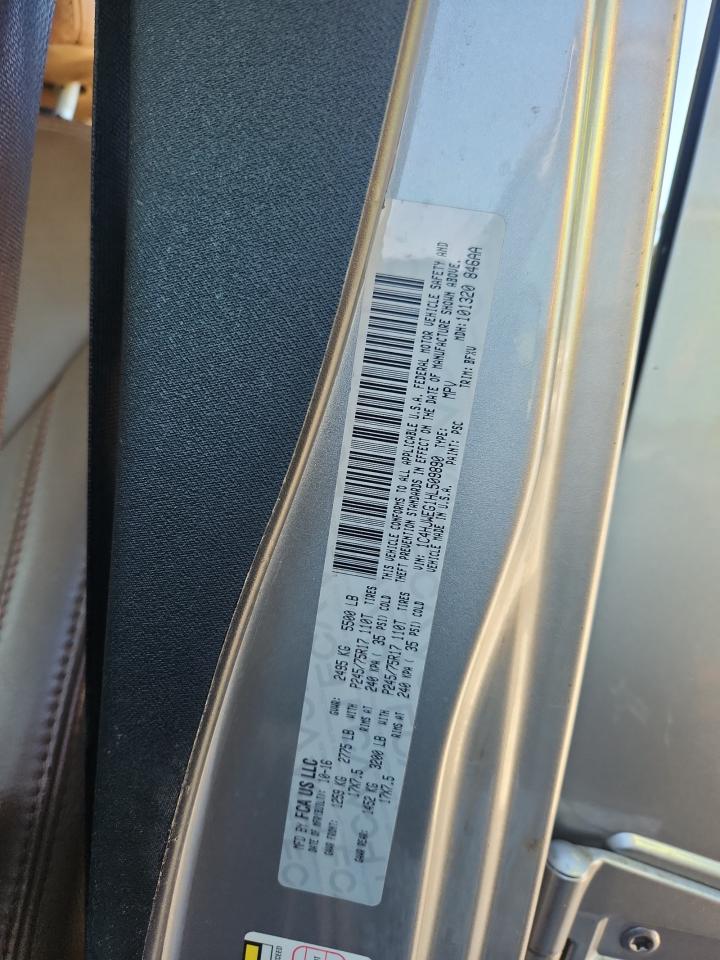 MFD BY: FCA US LLC
DATE OF MFR(BUILD): 10-16 GVWR: 2495 KG 5500 LB
GAWR FRONT: 1259 KG 2775 LB WITH P245/75R17 110T TIRES
17X7.5 RIMS AT 240 KPA ( 35 PSI) COLD
GAWR REAR: 1452 KG 3200 LB WITH P245/75R17 110T TIRES
17X7.5 RIMS AT 240 KPA ( 35 PSI) COLD
THIS VEHICLE CONFORMS TO ALL APPLICABLE U.S.A. FEDERAL MOTOR VEHICLE SAFETY AND
THEFT PREVENTION STANDARDS IN EFFECT ON THE DATE OF MANUFACTURE SHOWN ABOVE.
VIN: 1C4HJWEG1HL509890 TYPE: MPV MDH:101320 846AA
VEHICLE MADE IN U.S.A. PAINT: PSC TRIM: BFXV